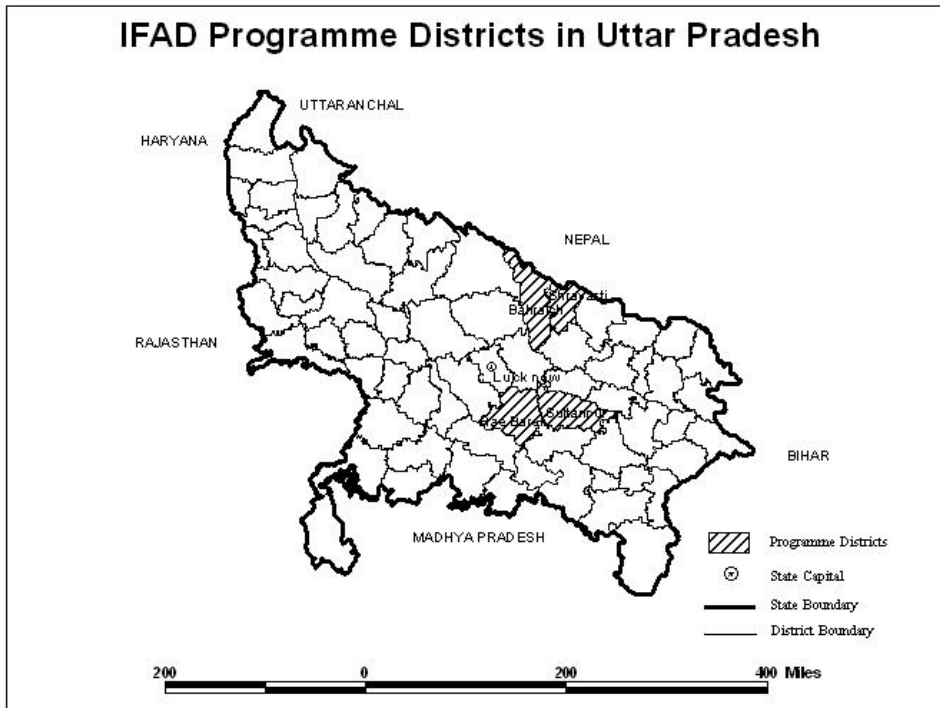 IFAD Programme Districts in Uttar Pradesh
UTTARANCHAL
HARYANA
NEPAL
Shravasti
Bahraich
RAJASTHAN
Lucknow
Sultanpur
Rae Bareli
BIHAR
MADHYA PRADESH
Programme Districts
State Capital
State Boundary
District Boundary
200 0 200 400 Miles